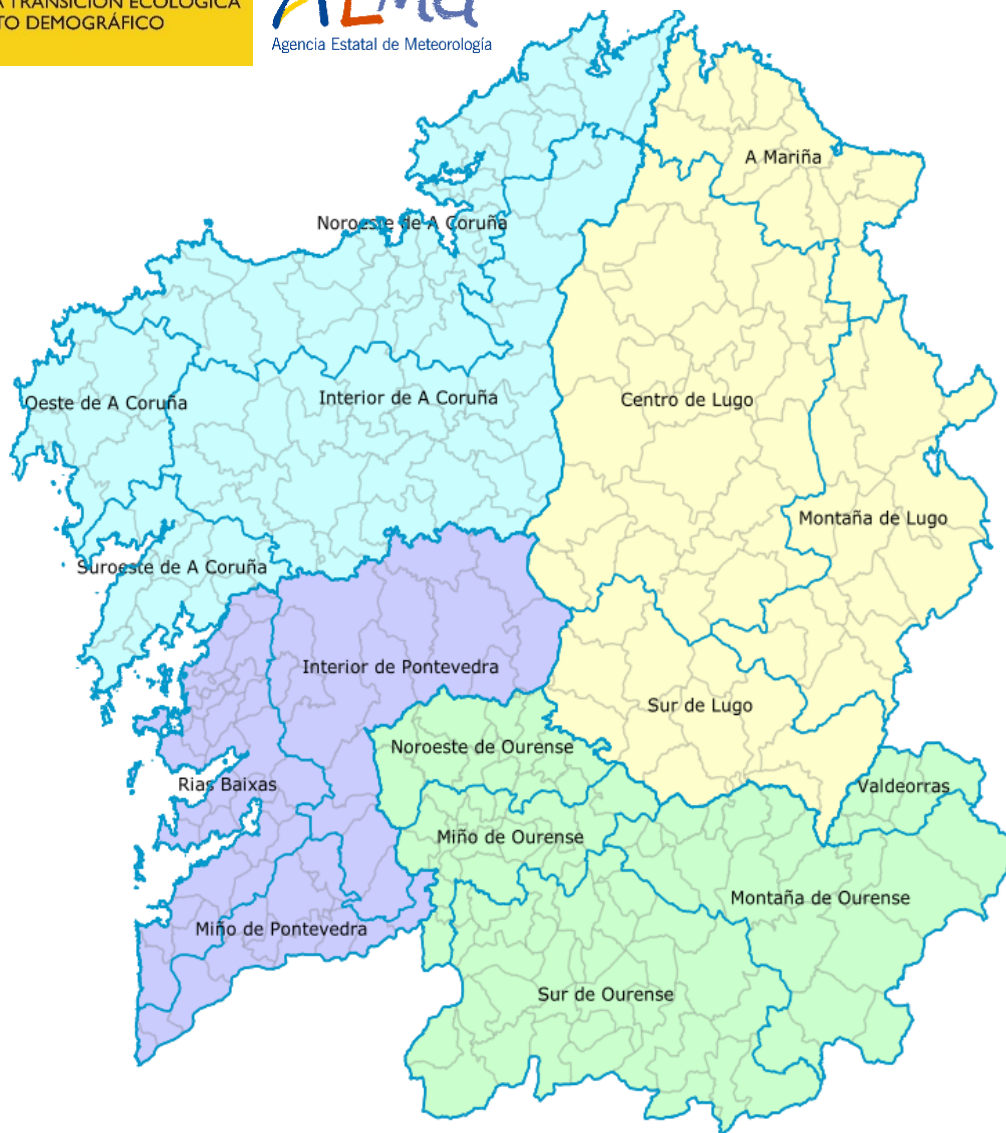 A TRANSICIÓN ECOLÓGICA
TO DEMOGRÁFICO
Agencia Estatal de Meteorología
A Mariña
Noroeste de A Coruña
Interior de A Coruña
Oeste de A Coruña
Centro de Lugo
Montaña de Lugo
Suroeste de A Coruña
Interior de Pontevedra
Sur de Lugo
Noroeste de Ourense
Rias Baixas
Valdeorras
Miño de Ourense
Montaña de Ourense
Miño de Pontevedra
Sur de Ourense